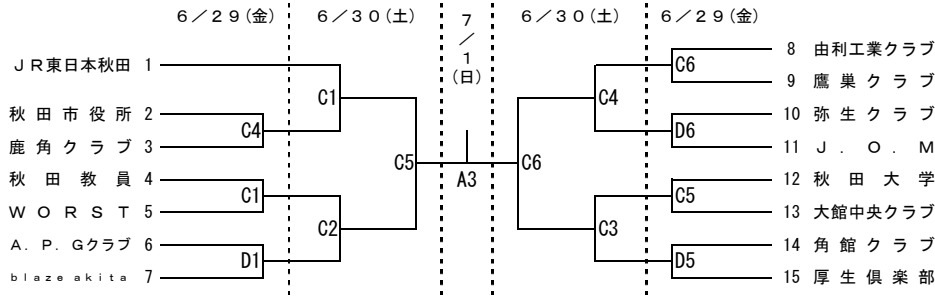 ６／２９（金） ６／３０（土） ７／１（日） ６／３０（土） ６／２９（金）
ＪＲ東日本秋田 1
秋田市役所 2
鹿角クラブ 3
秋田教員 4
ＷＯＲＳＴ 5
Ａ．Ｐ．Ｇクラブ 6
ｂｌａｚｅ ａｋｉｔａ 7
C4
C1
D1
C1
C2
C5
A3
C6
C4
C3
C6
D6
C5
D5
8 由利工業クラブ
9 鷹巣クラブ
10 弥生クラブ
11 Ｊ．Ｏ．Ｍ
12 秋田大学
13 大館中央クラブ
14 角館クラブ
15 厚生倶楽部